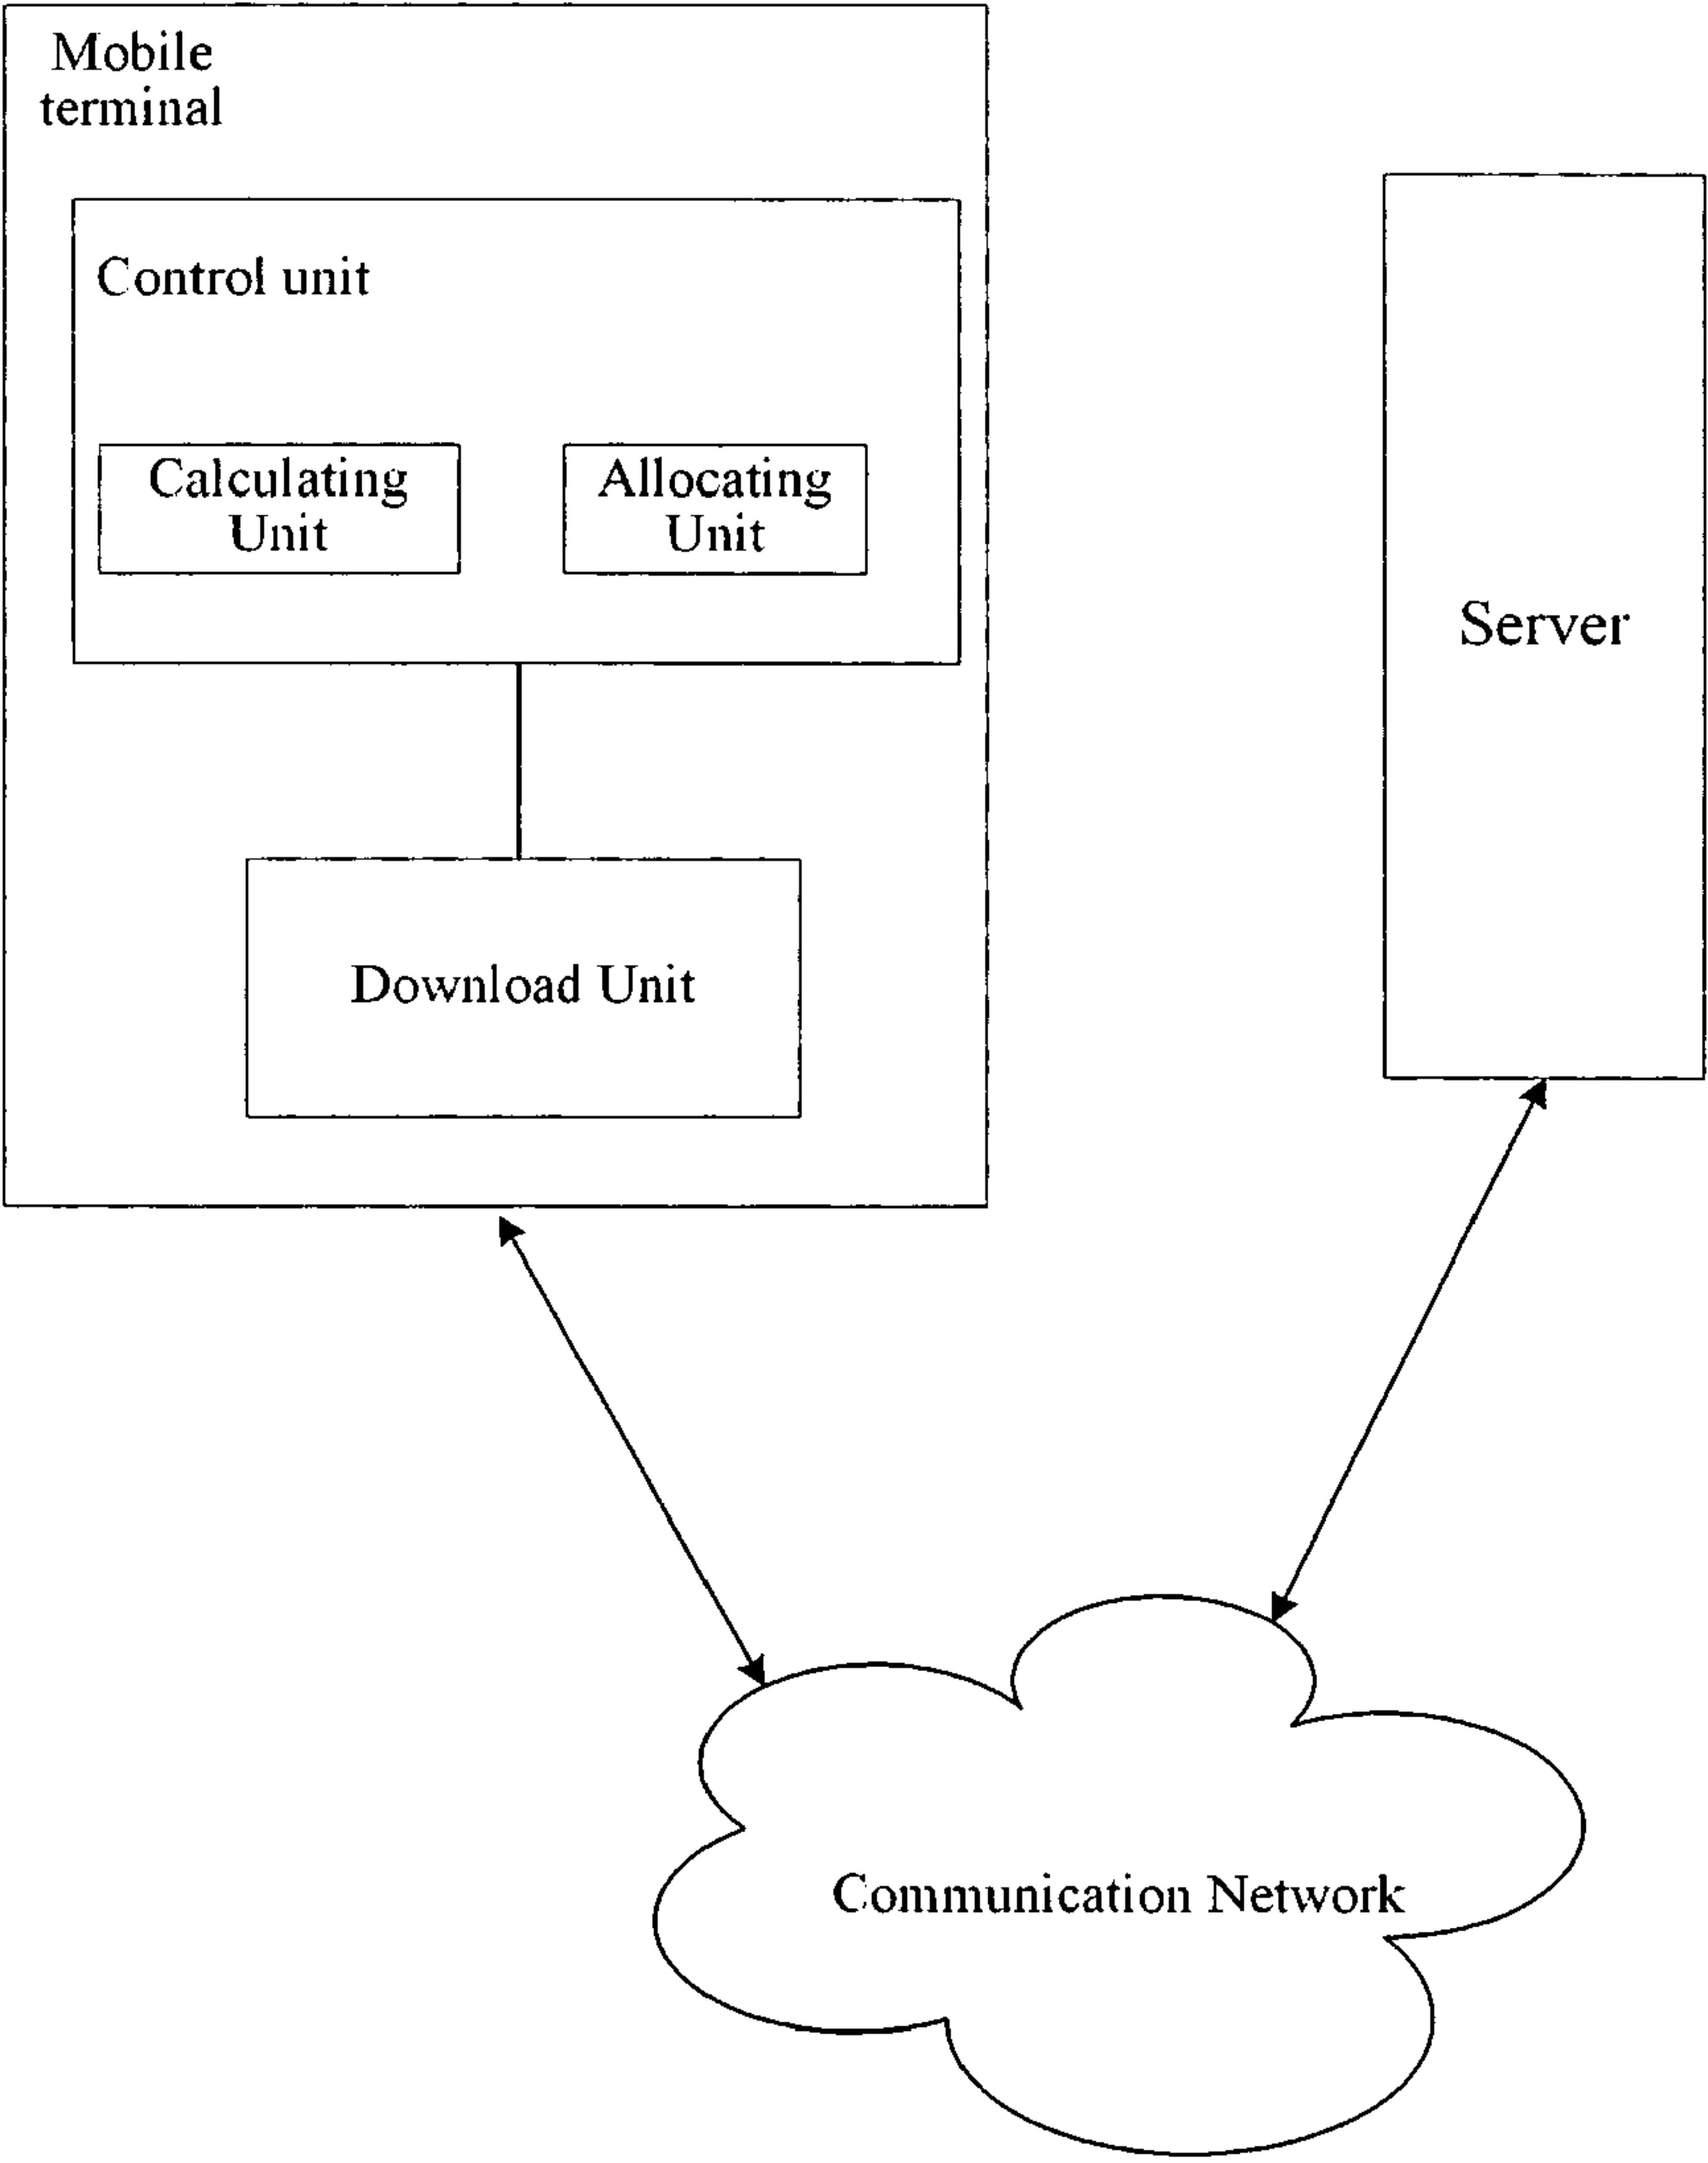 Mobile
terminal
Control unit
Calculating
Unit
Allocating
Unit
Server
Download Unit
Communication Network